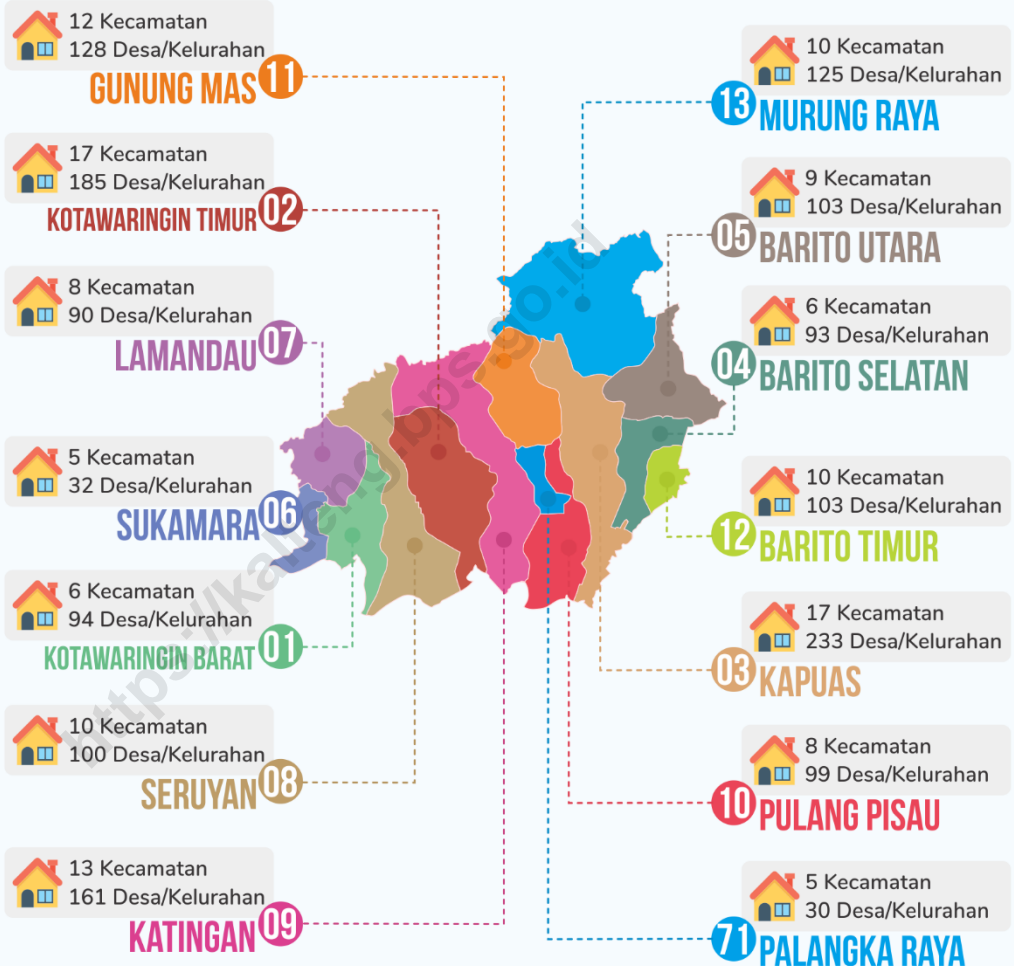 12 Kecamatan
128 Desa/Kelurahan
GUNUNG MAS 11
17 Kecamatan
185 Desa/Kelurahan
KOTAWARINGIN TIMUR 02
8 Kecamatan
90 Desa/Kelurahan
LAMANDAU 07
5 Kecamatan
32 Desa/Kelurahan
SUKAMARA 06
6 Kecamatan
94 Desa/Kelurahan
KOTAWARINGIN BARAT 01
10 Kecamatan
100 Desa/Kelurahan
SERUYAN 08
13 Kecamatan
161 Desa/Kelurahan
KATINGAN 09
10 Kecamatan
125 Desa/Kelurahan
13 MURUNG RAYA
9 Kecamatan
103 Desa/Kelurahan
05 BARITO UTARA
6 Kecamatan
93 Desa/Kelurahan
04 BARITO SELATAN
10 Kecamatan
103 Desa/Kelurahan
12 BARITO TIMUR
17 Kecamatan
233 Desa/Kelurahan
03 KAPUAS
8 Kecamatan
99 Desa/Kelurahan
10 PULANG PISAU
5 Kecamatan
30 Desa/Kelurahan
71 PALANGKA RAYA
https://kalteng.bps.go.id